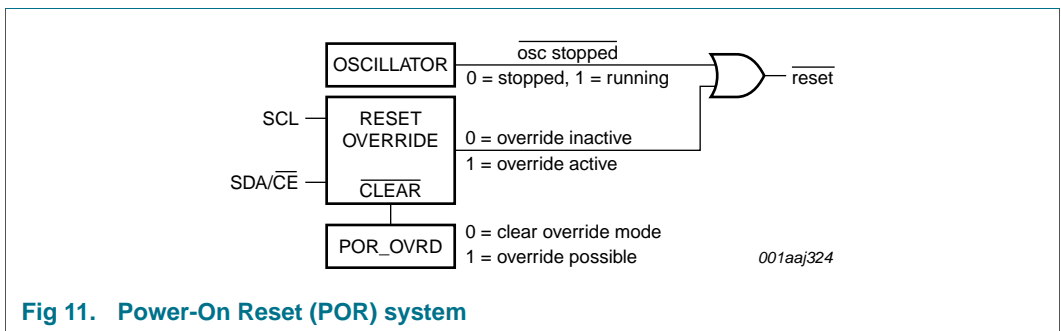 OSCILLATOR
osc stopped
0 = stopped, 1 = running
reset
SCL
RESET
OVERRIDE
0 = override inactive
1 = override active
SDA/CE
CLEAR
POR_OVRD
0 = clear override mode
1 = override possible
001aaj324
Fig 11. Power-On Reset (POR) system